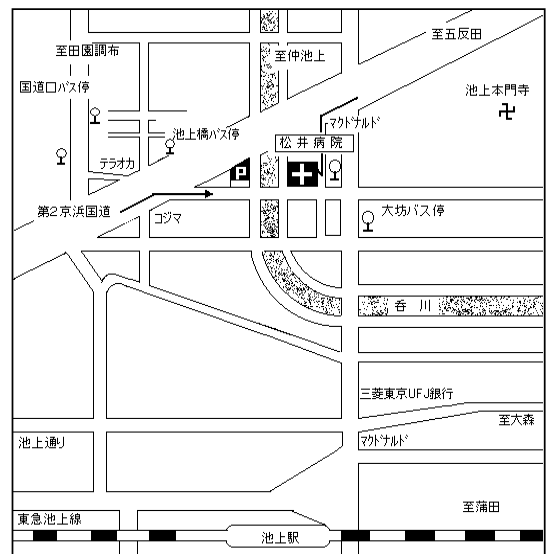 至五反田
至田園調布
至仲池上
国道口バス停
池上本門寺
卍
マクドナルド
池上橋バス停
松井病院
テラオカ
P
第2京浜国道
コジマ
大坊バス停
呑川
三菱東京UFJ銀行
至大森
池上通り
マクドナルド
至蒲田
東急池上線
池上駅